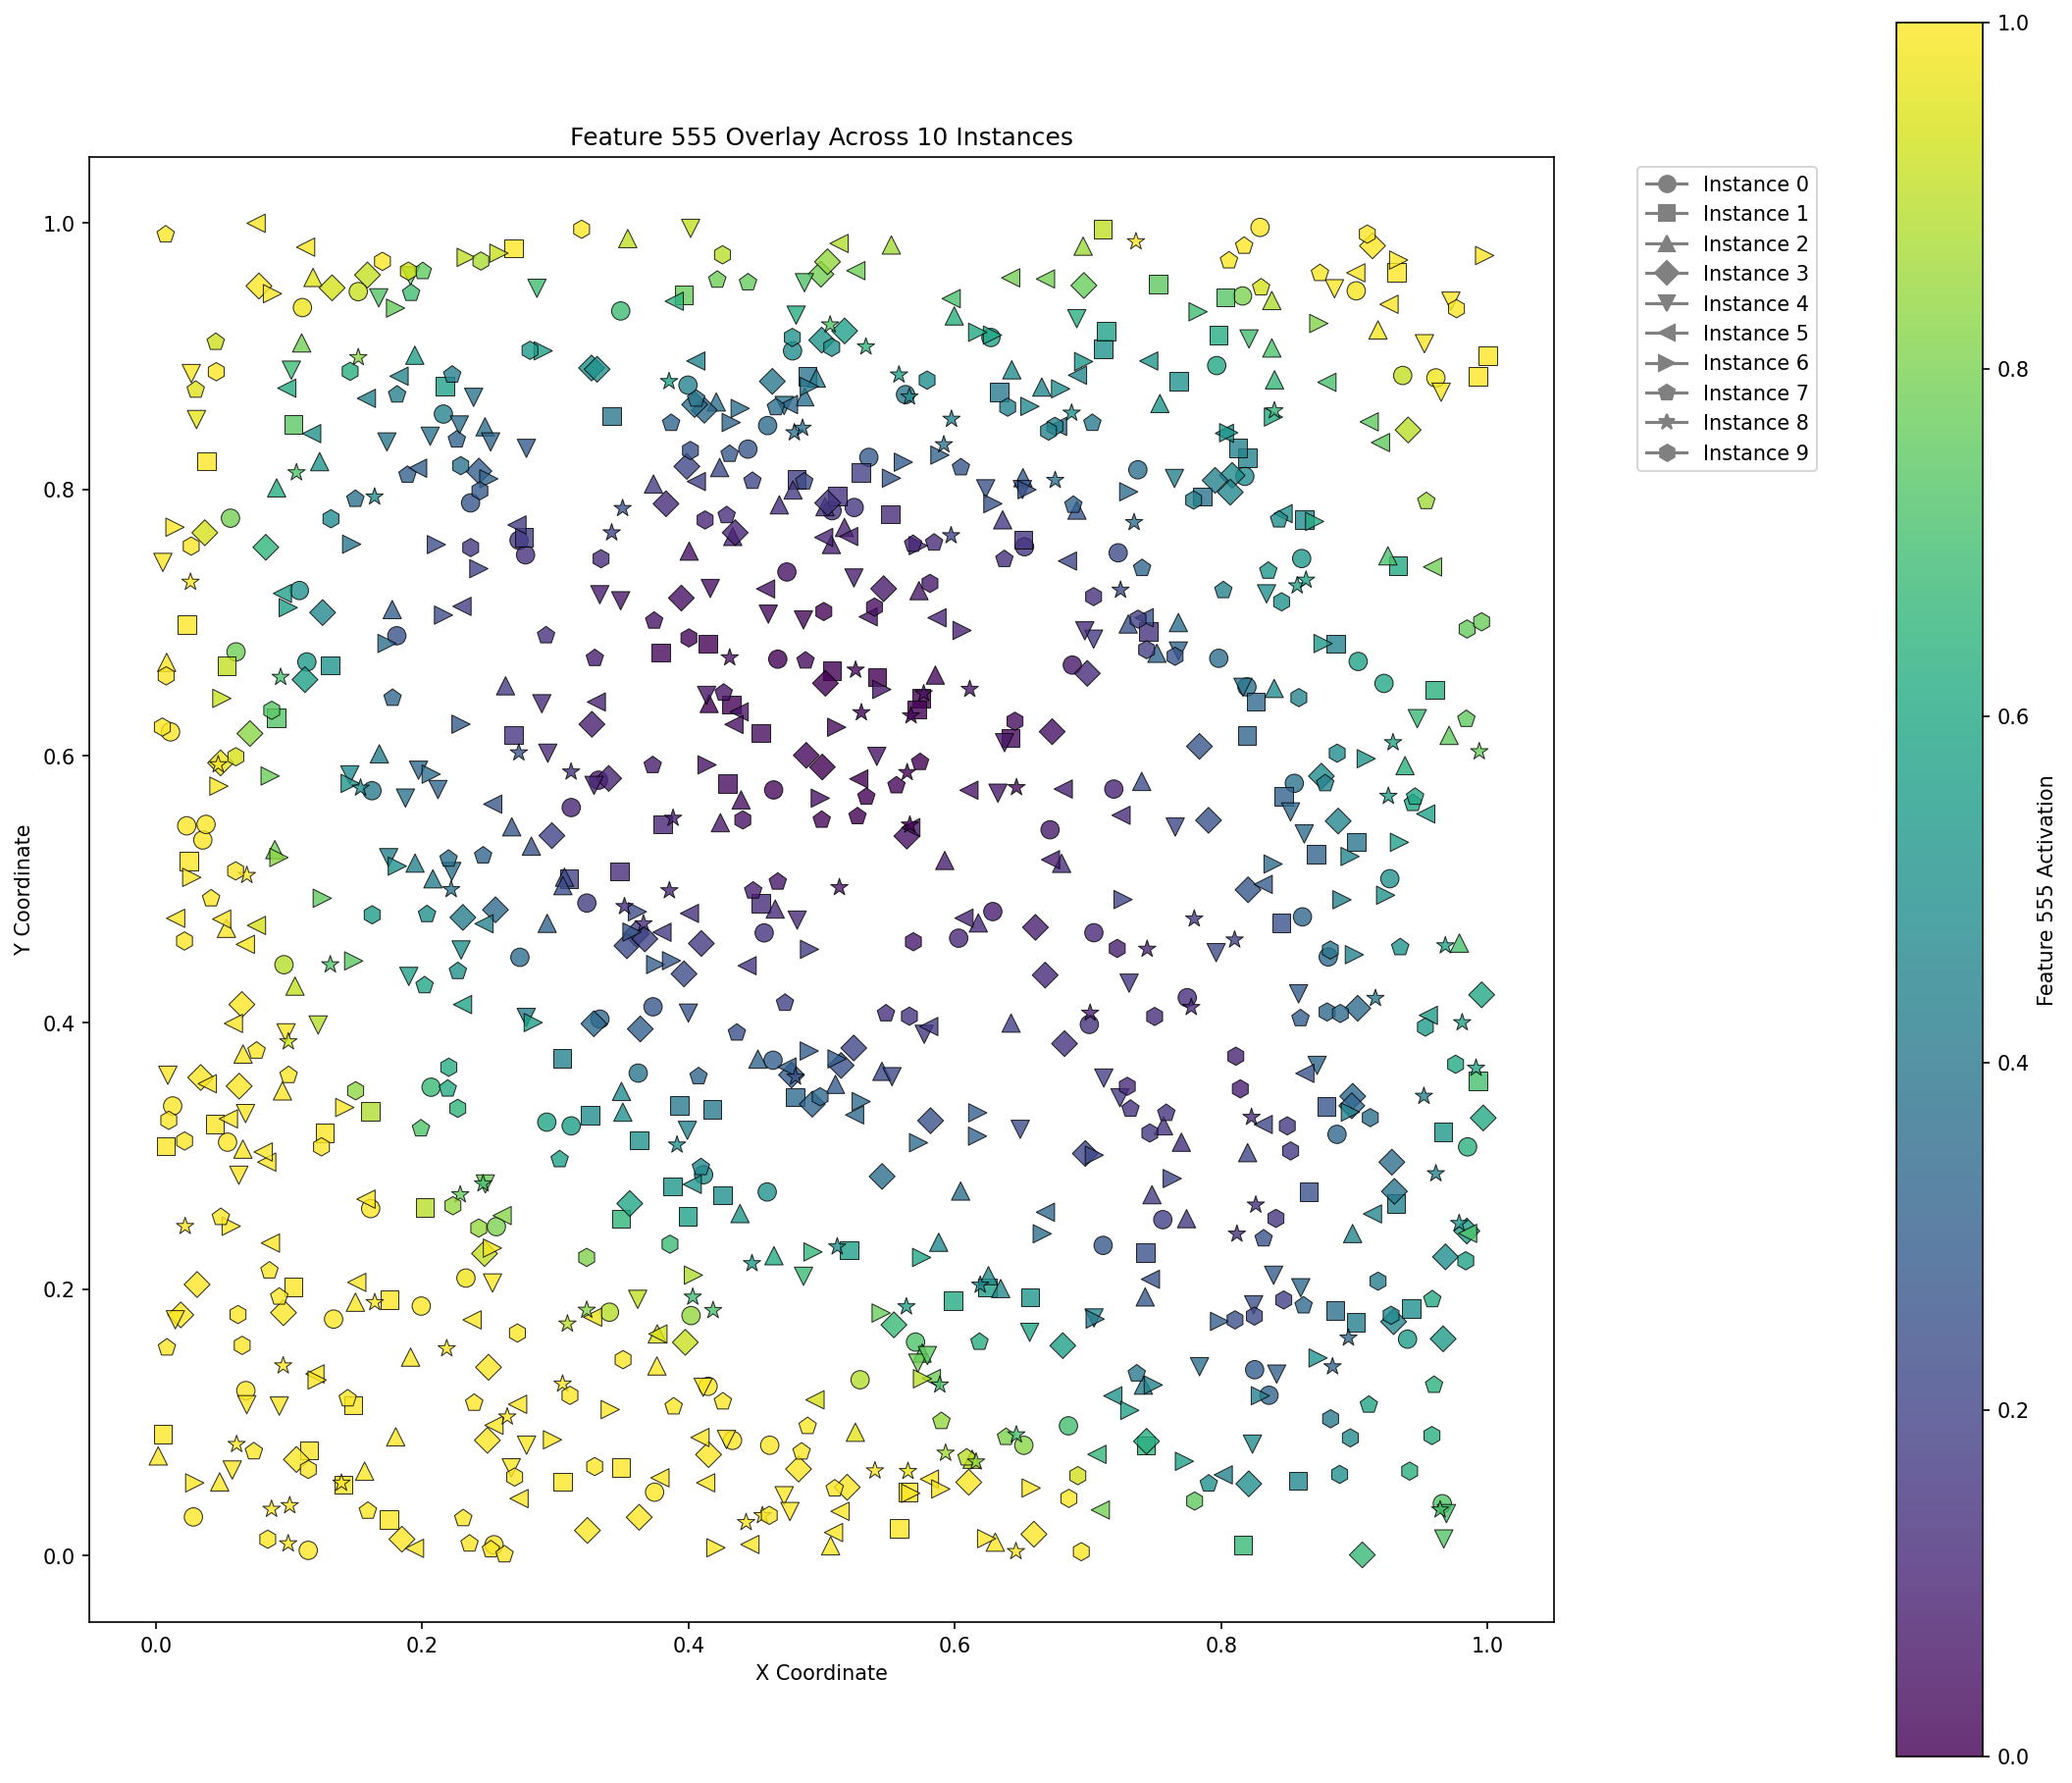 Feature 555 Overlay Across 10 Instances
Instance 0
Instance 1
Instance 2
Instance 3
Instance 4
Instance 5
Instance 6
Instance 7
Instance 8
Instance 9
1.0
0.8
0.6
0.4
0.2
0.0
Y Coordinate
0.0
0.2
0.4
0.6
0.8
1.0
X Coordinate
1.0
0.8
0.6
0.4
0.2
0.0
Feature 555 Activation